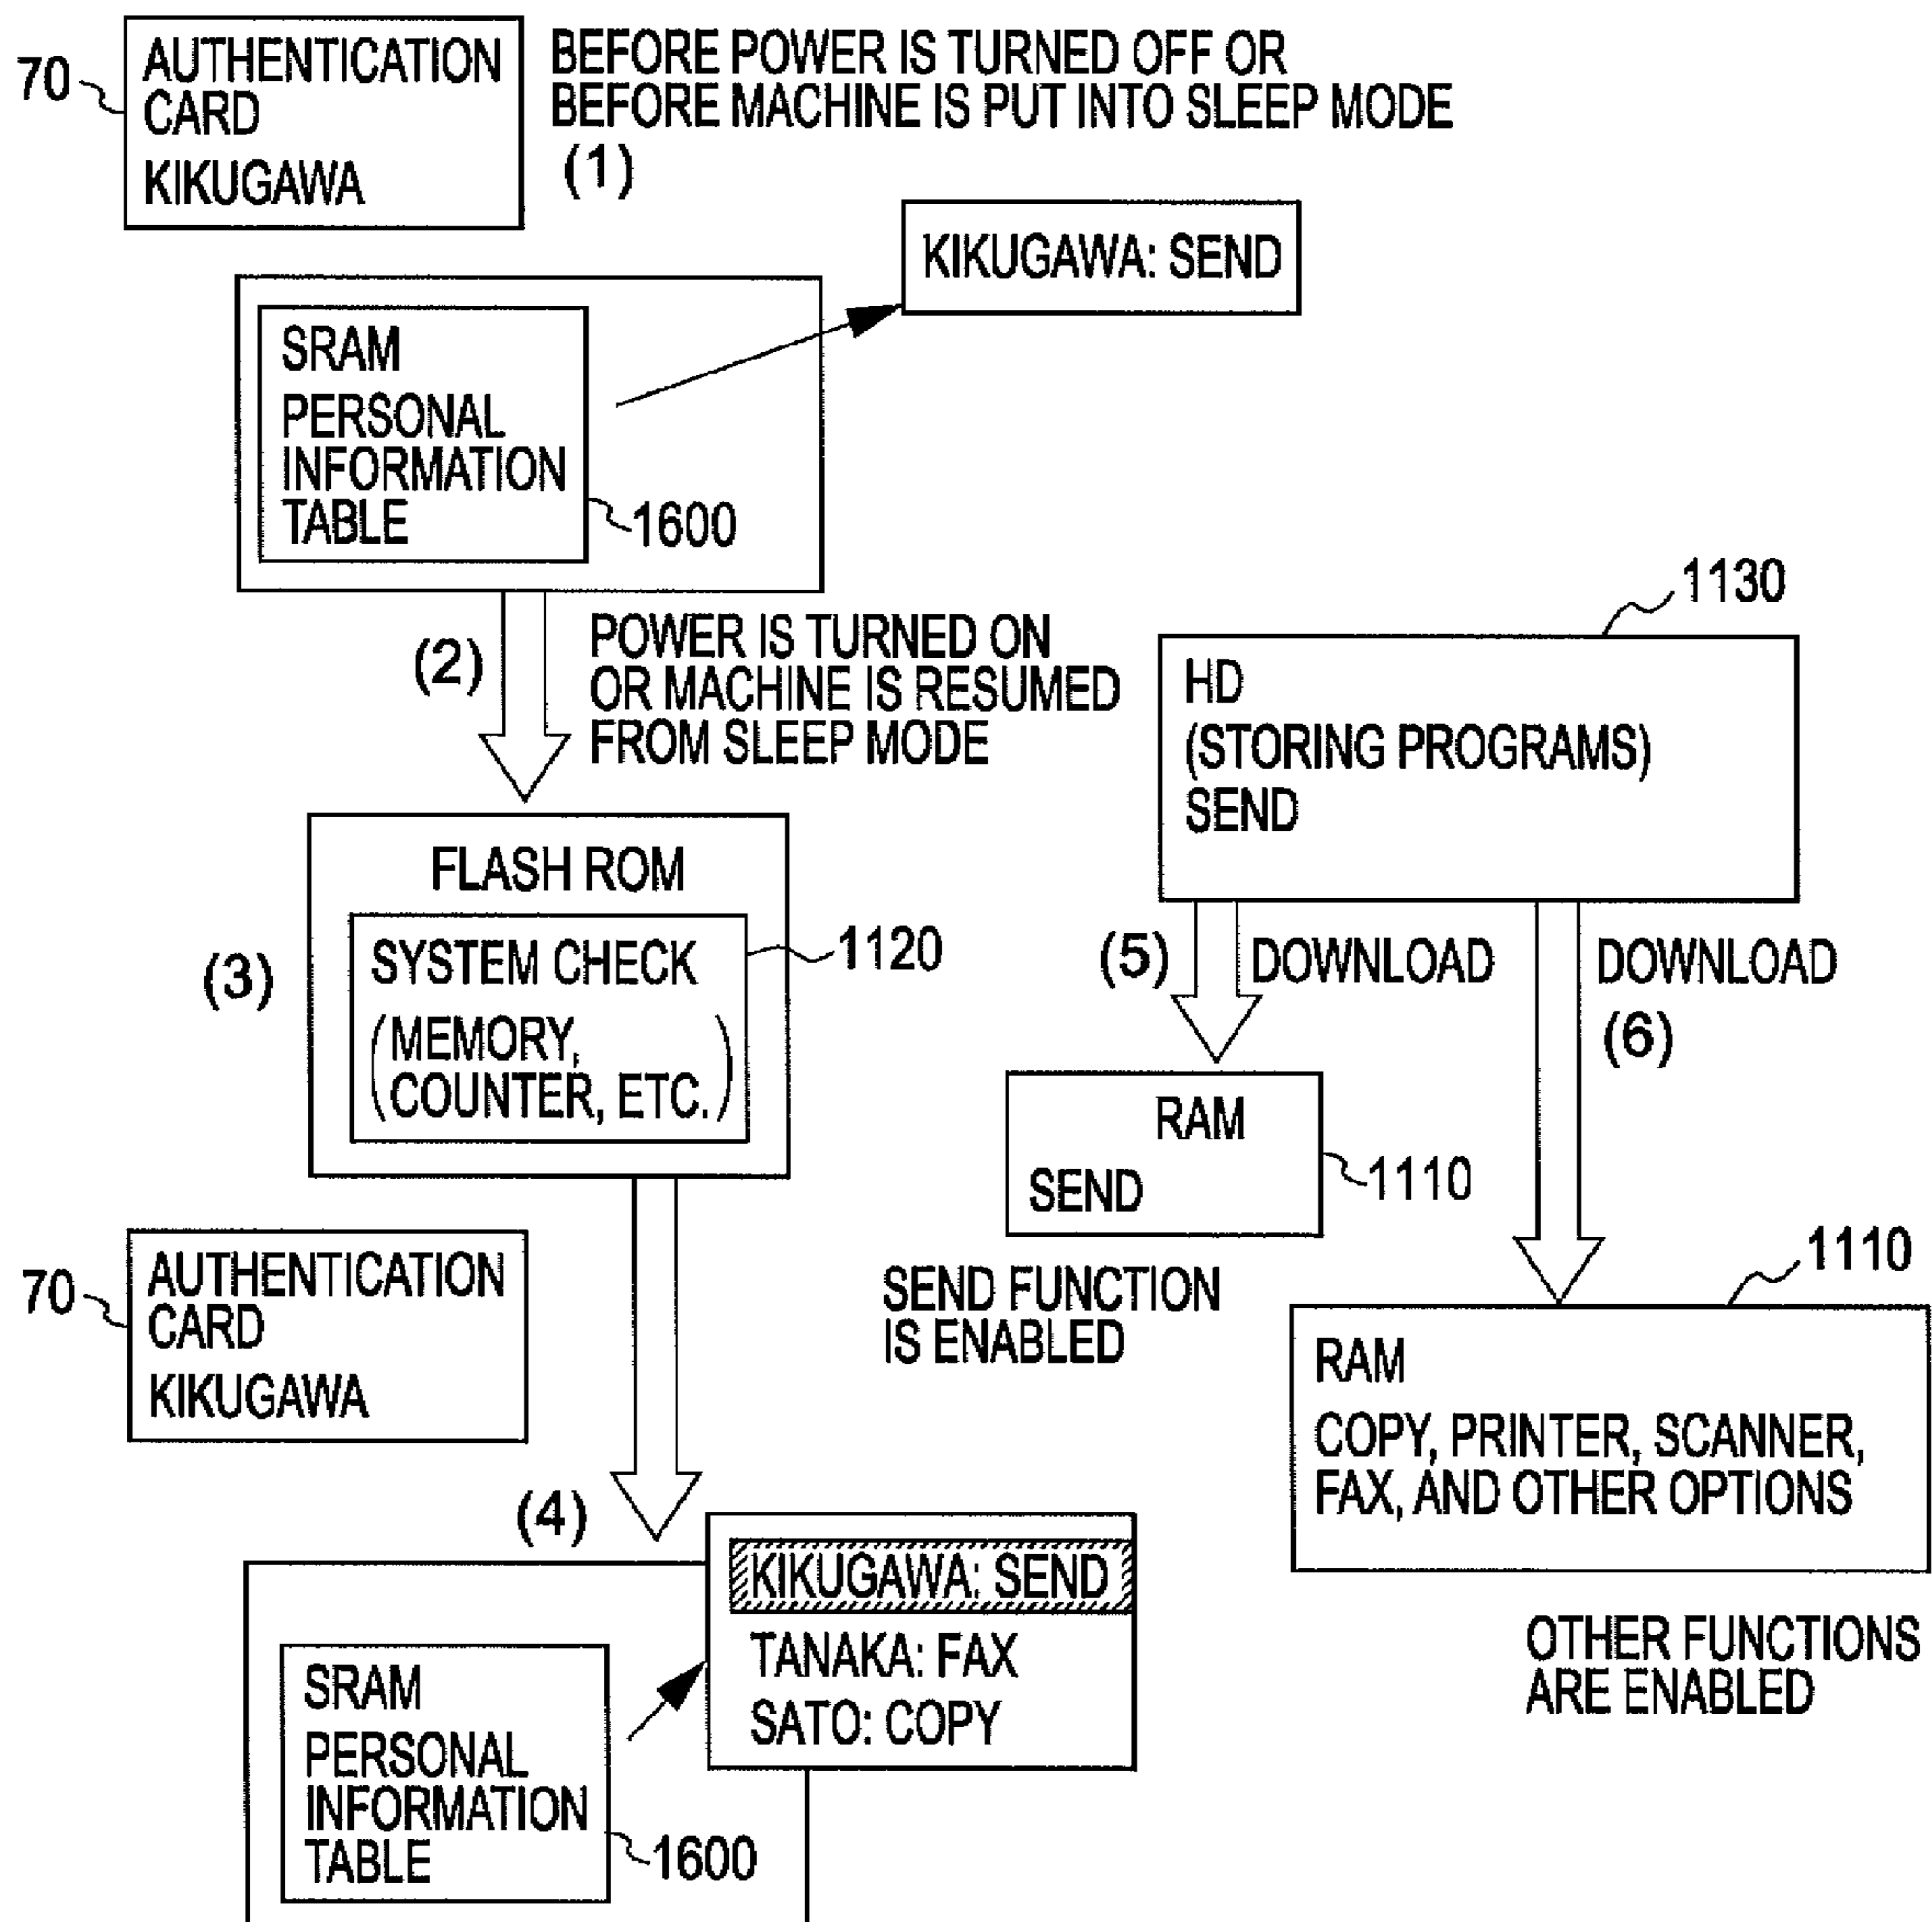 70
AUTHENTICATION
CARD
KIKUGAWA
BEFORE POWER IS TURNED OFF OR
BEFORE MACHINE IS PUT INTO SLEEP MODE
(1)
KIKUGAWA: SEND
SRAM
PERSONAL
INFORMATION
TABLE
1600
(2)
POWER IS TURNED ON
OR MACHINE IS RESUMED
FROM SLEEP MODE
FLASH ROM
(3)
SYSTEM CHECK
(MEMORY,
COUNTER, ETC.)
1120
70
AUTHENTICATION
CARD
KIKUGAWA
(4)
KIKUGAWA: SEND
TANAKA: FAX
SATO: COPY
SRAM
PERSONAL
INFORMATION
TABLE
1600
1130
HD
(STORING PROGRAMS)
SEND
(5)
DOWNLOAD
DOWNLOAD
(6)
RAM
SEND
1110
SEND FUNCTION
IS ENABLED
1110
RAM
COPY, PRINTER, SCANNER,
FAX, AND OTHER OPTIONS
OTHER FUNCTIONS
ARE ENABLED